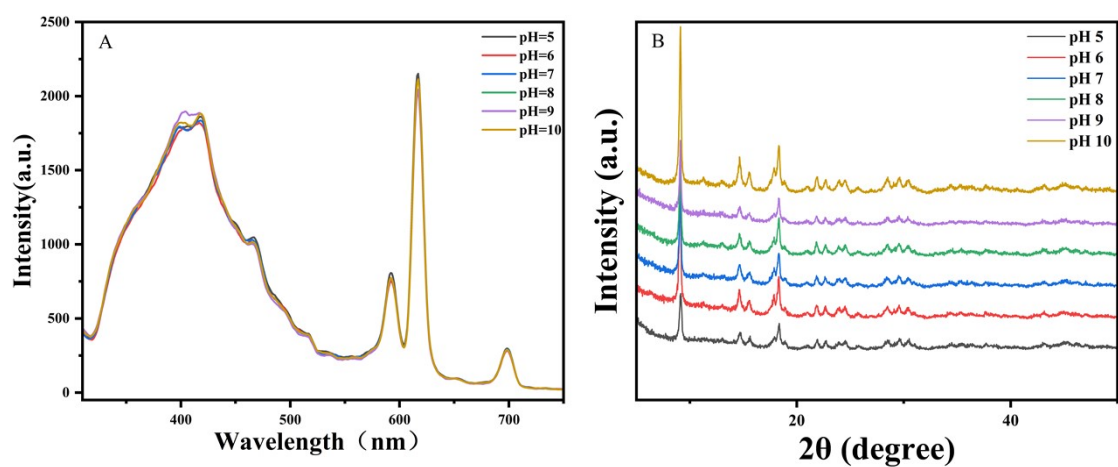 A
pH=5
pH=6
pH=7
pH=8
pH=9
pH=10
2500
2000
1500
1000
500
0
Intensity(a.u.)
400
500
600
700
Wavelength（nm）
B
pH 5
pH 6
pH 7
pH 8
pH 9
pH 10
Intensity (a.u.)
20
40
2θ (degree)